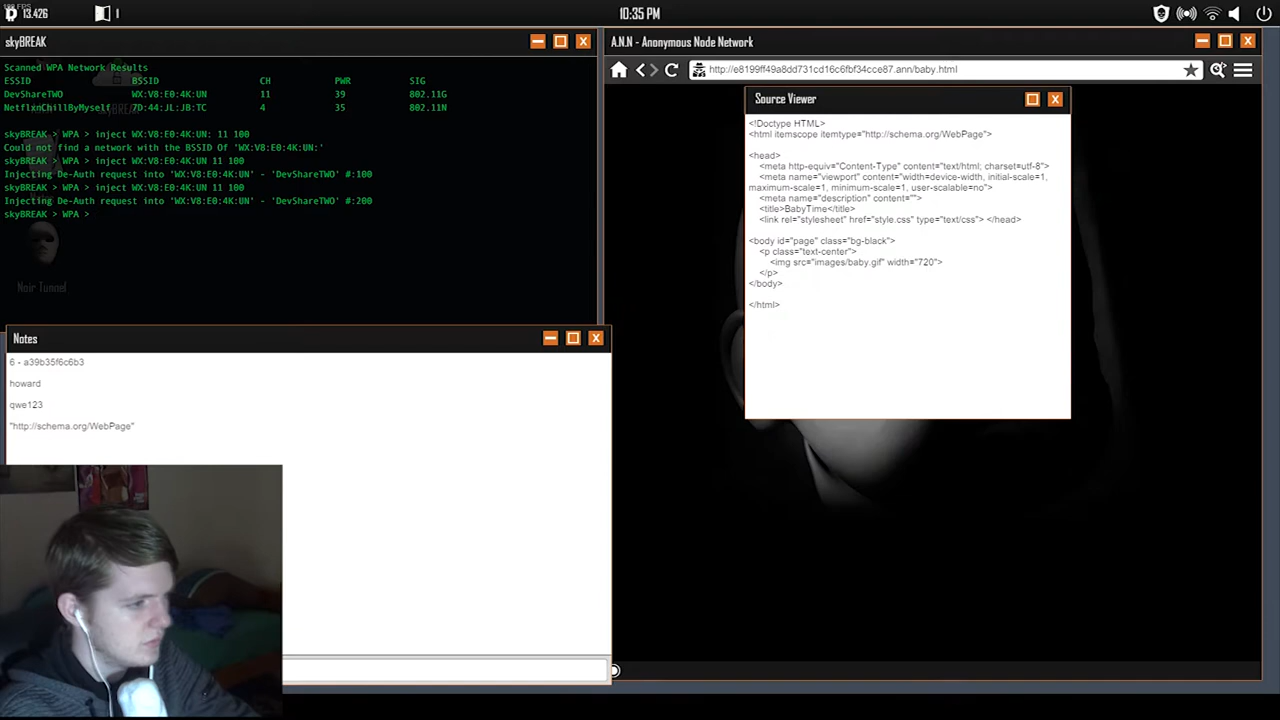 13.426
1
10:35 PM
skyBREAK
Scanned WPA Network Results
ESSID BSSID CH PWR SIG
DevShareTWO WX:V8:E0:4K:UN 11 39 802.11G
NetflxnChillByMyself 7D:44:JL:JB:TC 4 35 802.11N
skyBREAK > WPA > inject WX:V8:E0:4K:UN: 11 100
Could not find a network with the BSSID Of 'WX:V8:E0:4K:UN:'
skyBREAK > WPA > inject WX:V8:E0:4K:UN 11 100
Injecting De-Auth request into 'WX:V8:E0:4K:UN' - 'DevShareTWO' #:100
skyBREAK > WPA > inject WX:V8:E0:4K:UN 11 100
Injecting De-Auth request into 'WX:V8:E0:4K:UN' - 'DevShareTWO' #:200
skyBREAK > WPA >
Noir Tunnel
Notes
6 - a39b35f6c6b3
howard
qwe123
"http://schema.org/WebPage"
A.N.N - Anonymous Node Network
http://e8199ff49a8dd731cd16c6fbf34cce87.ann/baby.html
Source Viewer
<!Doctype HTML>
<html itemscope itemtype="http://schema.org/WebPage">
<head>
<meta http-equiv="Content-Type" content="text/html; charset=utf-8">
<meta name="viewport" content="width=device-width, initial-scale=1,
maximum-scale=1, minimum-scale=1, user-scalable=no">
<meta name="description" content="">
<title>BabyTime</title>
<link rel="stylesheet" href="style.css" type="text/css"> </head>
<body id="page" class="bg-black">
<p class="text-center">
<img src="images/baby.gif" width="720">
</p>
</body>
</html>